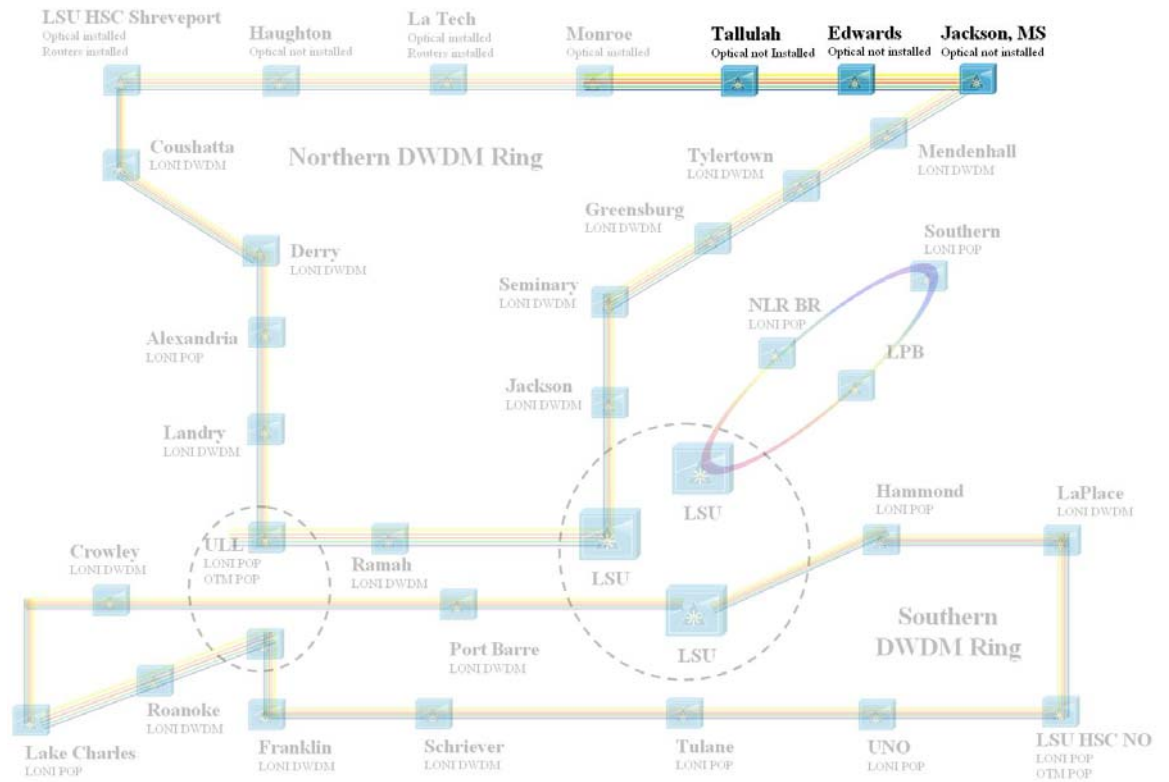 LSU HSC Shreveport
Optical installed
Routers installed
Haughton
Optical not installed
La Tech
Optical installed
Routers installed
Monroe
Optical installed
Tallulah
Optical not Installed
Edwards
Optical not installed
Jackson, MS
Optical not installed
Coushatta
LONI DWDM
Northern DWDM Ring
Tylertown
LONI DWDM
Mendenhall
LONI DWDM
Greensburg
LONI DWDM
Derry
LONI DWDM
Southern
LONI POP
Seminary
LONI DWDM
NLR BR
LONI POP
Alexandria
LONI POP
LPB
Jackson
LONI DWDM
Landry
LONI DWDM
LSU
Hammond
LONI POP
LaPlace
LONI DWDM
ULL
LONI POP
OTM POP
Ramah
LONI DWDM
LSU
Crowley
LONI DWDM
Port Barre
LONI DWDM
LSU
Southern
DWDM Ring
Roanoke
LONI DWDM
Lake Charles
LONI POP
Franklin
LONI DWDM
Schriever
LONI DWDM
Tulane
LONI POP
UNO
LONI POP
LSU HSC NO
LONI POP
OTM POP